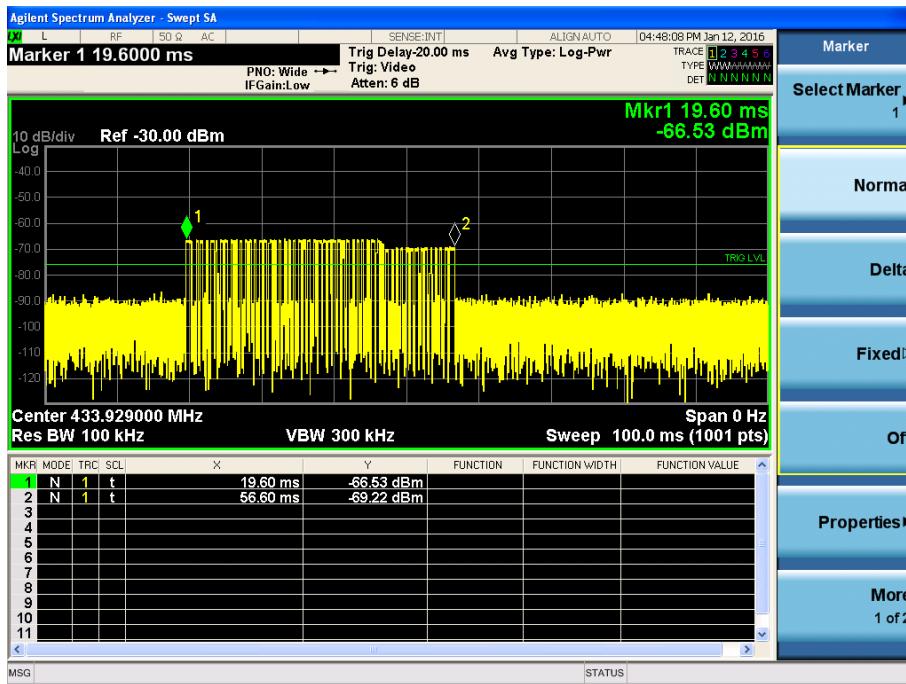 Agilent Spectrum Analyzer - Swept SA
LXI L RF 50 Ω AC SENSE:INT ALIGN AUTO 04:48:08 PM Jan 12, 2016
Marker 1 19.6000 ms
Trig Delay-20.00 ms Avg Type: Log-Pwr
PNO: Wide Trig: Video
IFGain:Low Atten: 6 dB
TRACE 1 2 3 4 5 6
TYPE
DET N N N N N N
Mkr1 19.60 ms
-66.53 dBm
10 dB/div Ref -30.00 dBm
Log
-40.0
-50.0
-60.0
-70.0
-80.0
-90.0
-100
-110
-120
1
2
TRIG LVL
Center 433.929000 MHz Span 0 Hz
Res BW 100 kHz VBW 300 kHz Sweep 100.0 ms (1001 pts)
MKR MODE TRC SCL X Y FUNCTION FUNCTION WIDTH FUNCTION VALUE
1 N 1 t 19.60 ms -66.53 dBm
2 N 1 t 56.60 ms -69.22 dBm
3
4
5
6
7
8
9
10
11
MSG STATUS
Marker
Select Marker
1
Norma
Delta
Fixed
Of
Properties
More
1 of 2